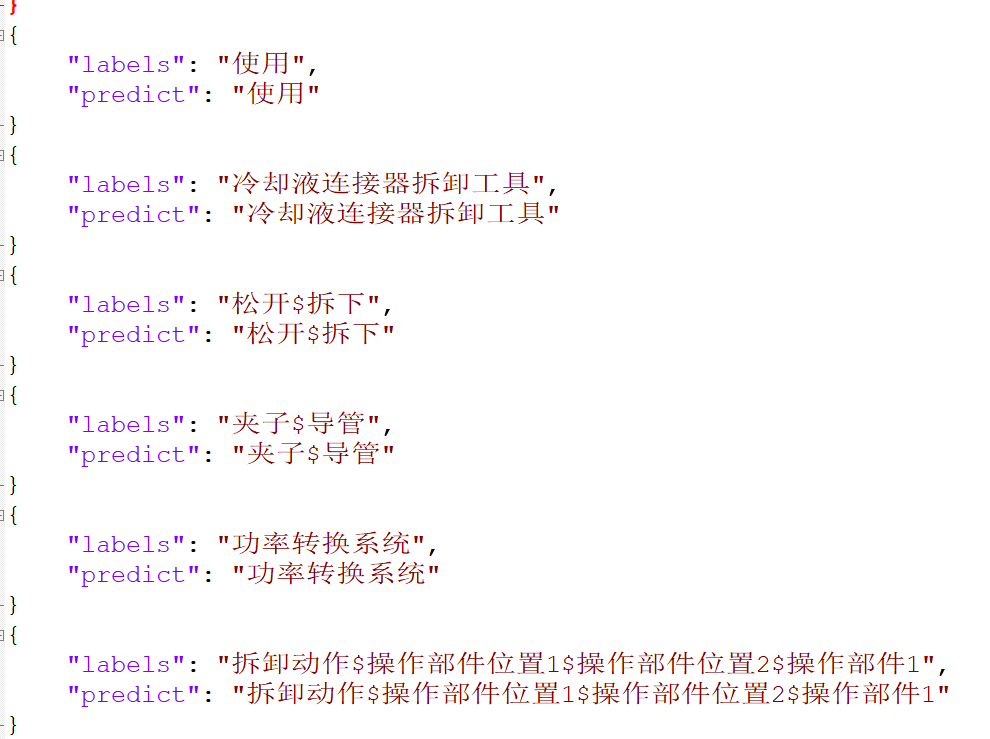 }
{
"labels": "使用",
"predict": "使用"
}
{
"labels": "冷却液连接器拆卸工具",
"predict": "冷却液连接器拆卸工具"
}
{
"labels": "松开$拆下",
"predict": "松开$拆下"
}
{
"labels": "夹子$导管",
"predict": "夹子$导管"
}
{
"labels": "功率转换系统",
"predict": "功率转换系统"
}
{
"labels": "拆卸动作$操作部件位置1$操作部件位置2$操作部件1",
"predict": "拆卸动作$操作部件位置1$操作部件位置2$操作部件1"
}